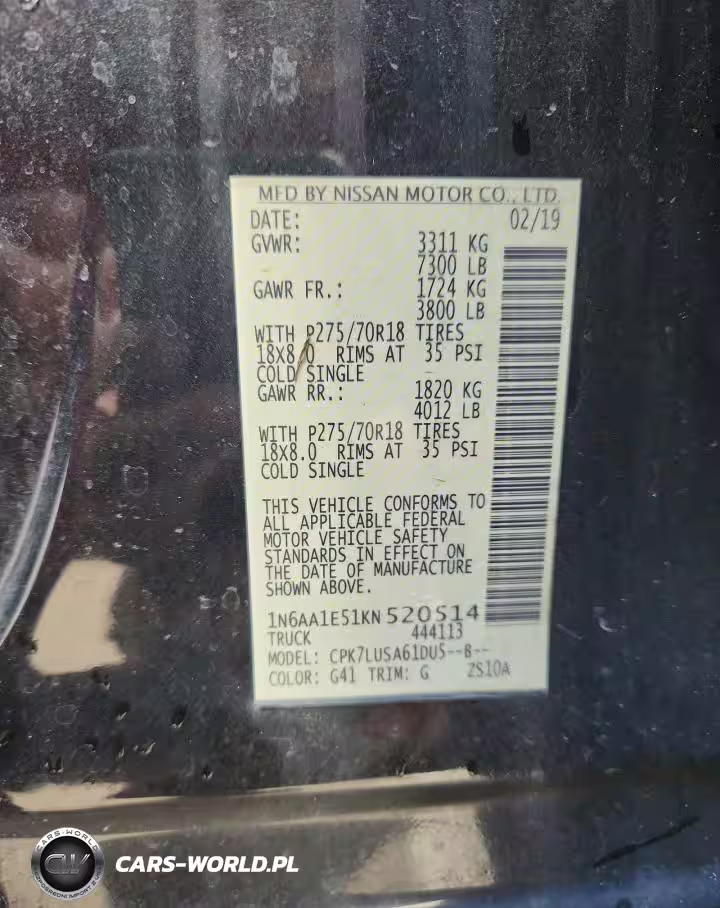 MFD BY NISSAN MOTOR CO., LTD.
DATE: 02/19
GVWR: 3311 KG
7300 LB
GAWR FR.: 1724 KG
3800 LB
WITH P275/70R18 TIRES
18X8.0 RIMS AT 35 PSI
COLD SINGLE
GAWR RR.: 1820 KG
4012 LB
WITH P275/70R18 TIRES
18X8.0 RIMS AT 35 PSI
COLD SINGLE
THIS VEHICLE CONFORMS TO
ALL APPLICABLE FEDERAL
MOTOR VEHICLE SAFETY
STANDARDS IN EFFECT ON
THE DATE OF MANUFACTURE
SHOWN ABOVE.
1N6AA1E51KN520514
TRUCK 444113
MODEL: CPK7LUSA61DU5--B--
COLOR: G41 TRIM: G ZS10A
CARS-WORLD
CW
CARS-WORLD.PL